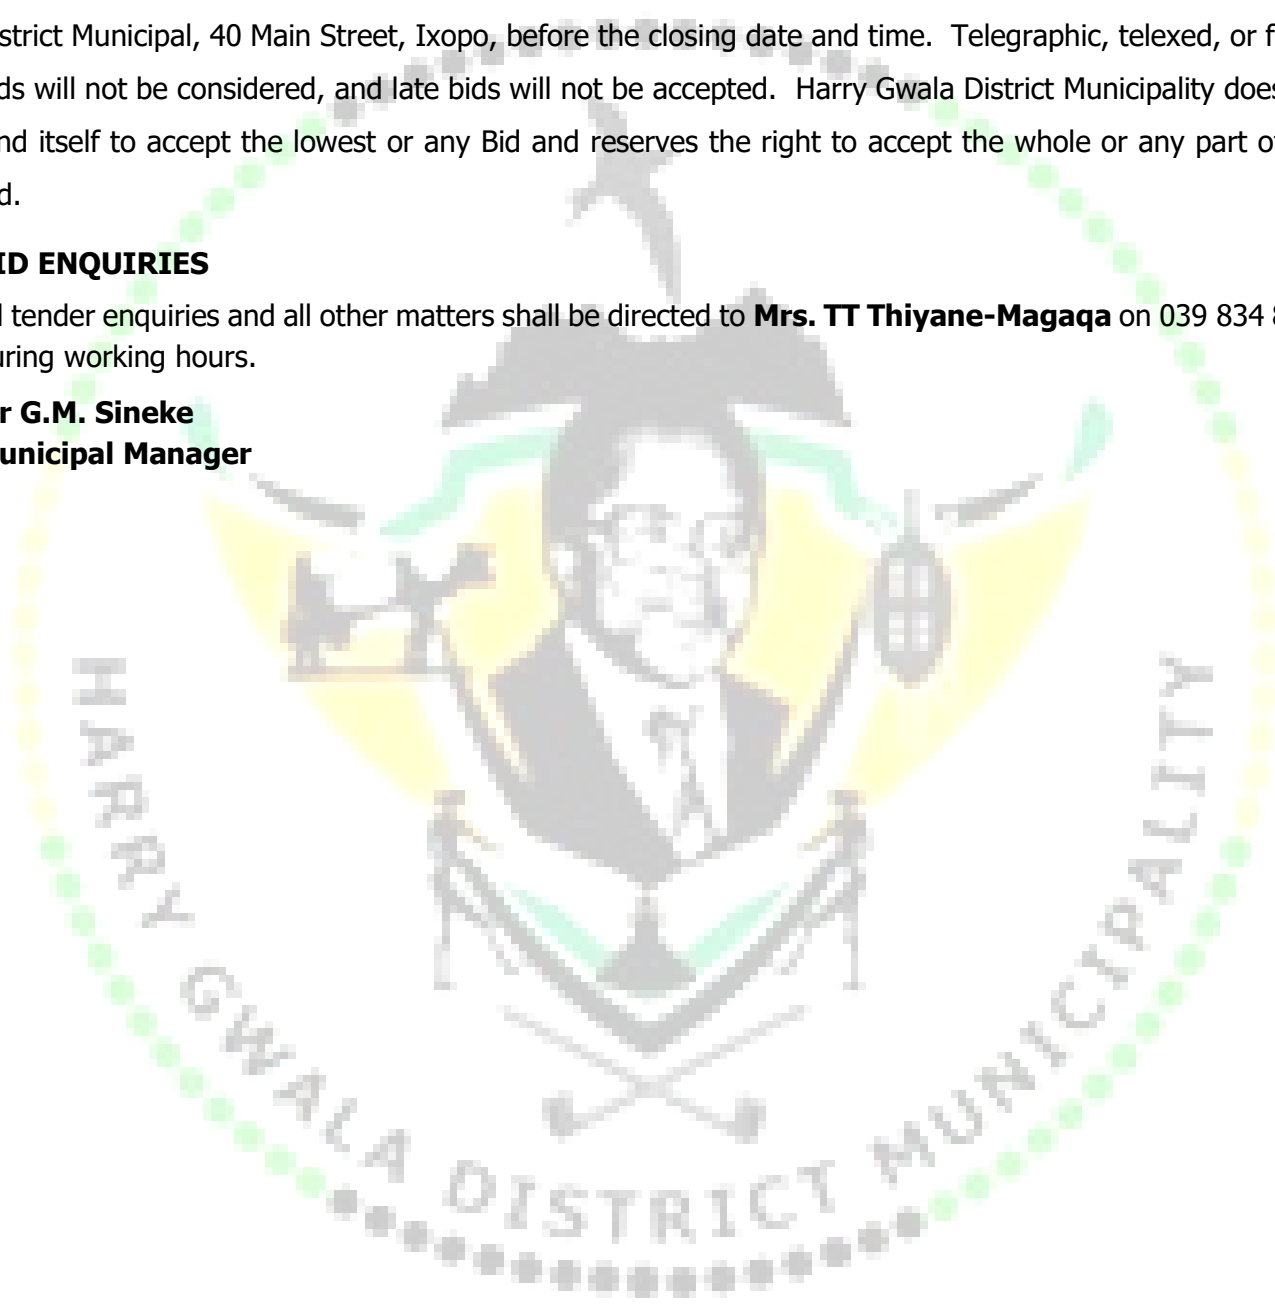 strict Municipal, 40 Main Street, Ixopo, before the closing date and time. Telegraphic, telexed, or f
ds will not be considered, and late bids will not be accepted. Harry Gwala District Municipality does
nd itself to accept the lowest or any Bid and reserves the right to accept the whole or any part of
d.
ID ENQUIRIES
l tender enquiries and all other matters shall be directed to Mrs. TT Thiyane-Magaqa on 039 834 8
uring working hours.
r G.M. Sineke
unicipal Manager
HARRY GWALA DISTRICT MUNICIPALITY